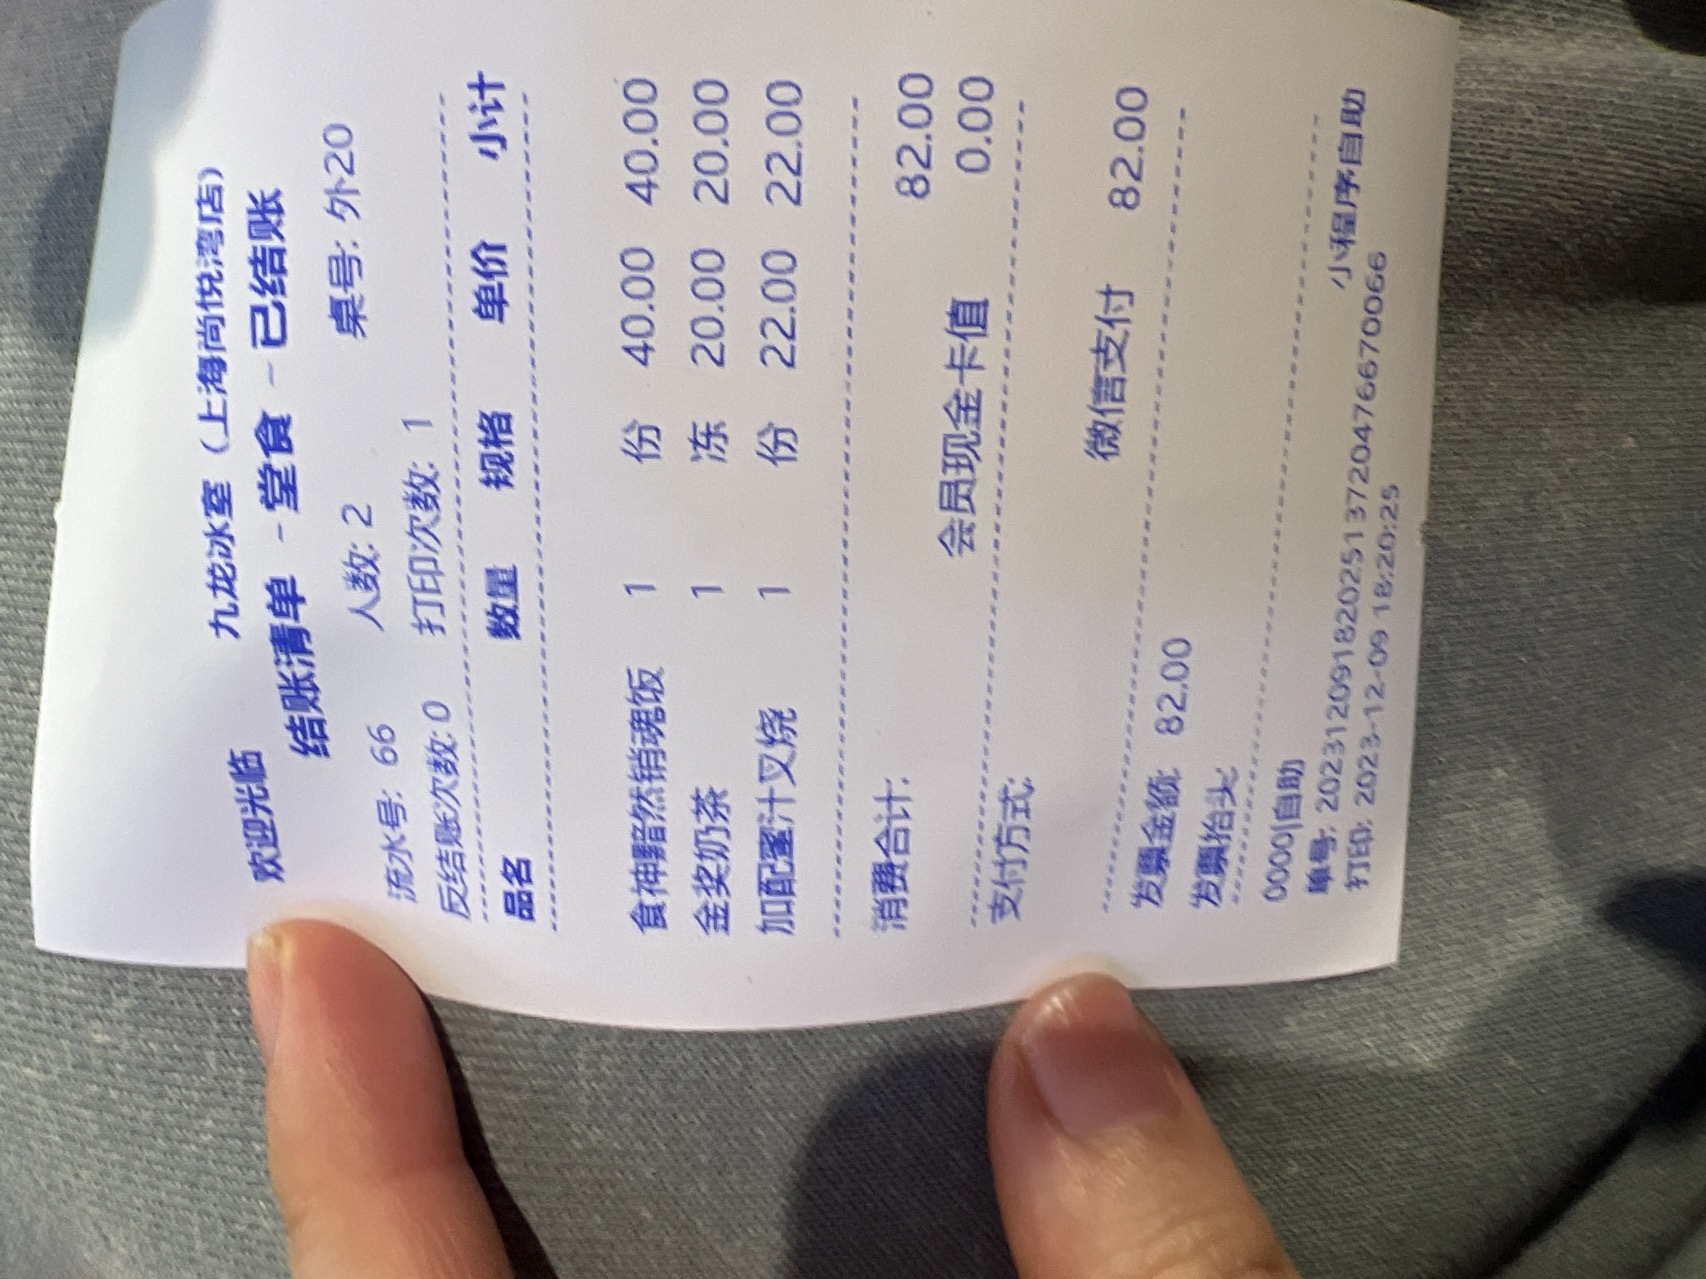 欢迎光临 九龙冰室（上海尚悦湾店）
结账清单 - 堂食 - 已结账
流水号: 66 人数: 2 桌号: 外20
反结账次数: 0 打印次数: 1
品名 数量 规格 单价 小计
食神黯然销魂饭 1 份 40.00 40.00
金奖奶茶 1 冻 20.00 20.00
加配蜜汁叉烧 1 份 22.00 22.00
消费合计: 82.00
会员现金卡值 0.00
支付方式:
微信支付 82.00
发票金额: 82.00
发票抬头:
0000|自助 小程序自助
单号: 20231209182025137204766670066
打印: 2023-12-09 18:20:25